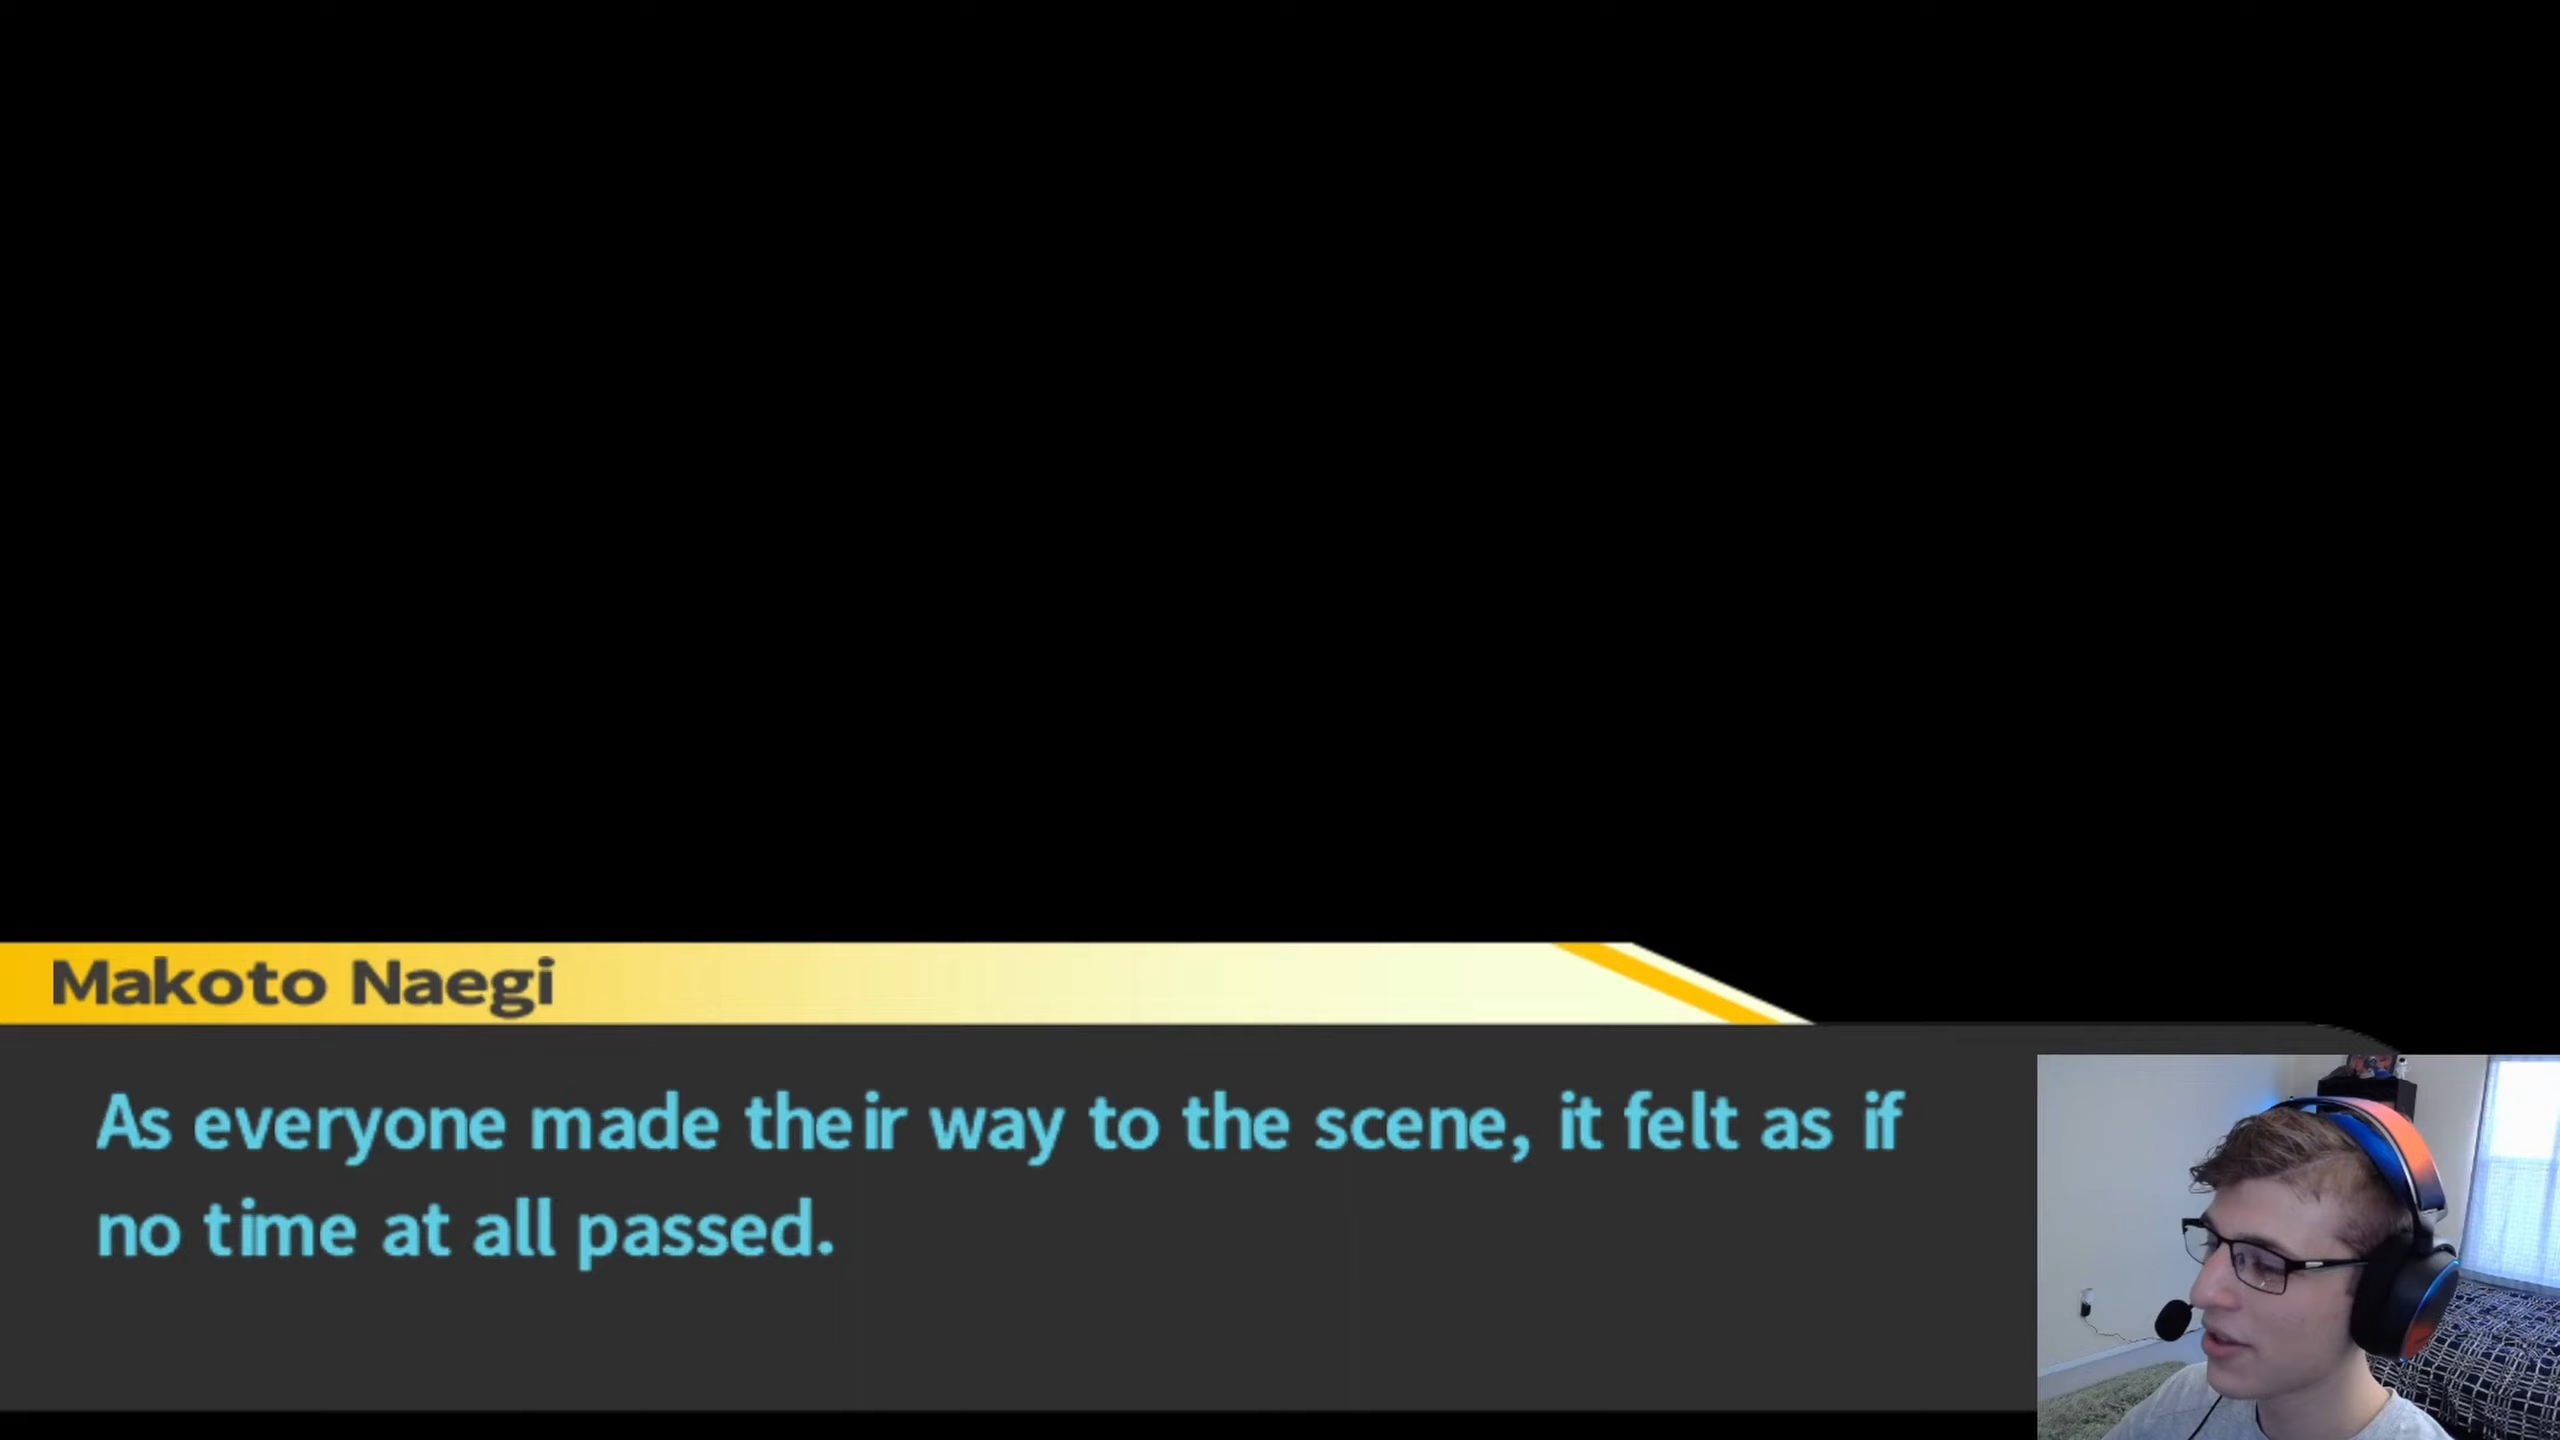 Makoto Naegi
As everyone made their way to the scene, it felt as if
no time at all passed.